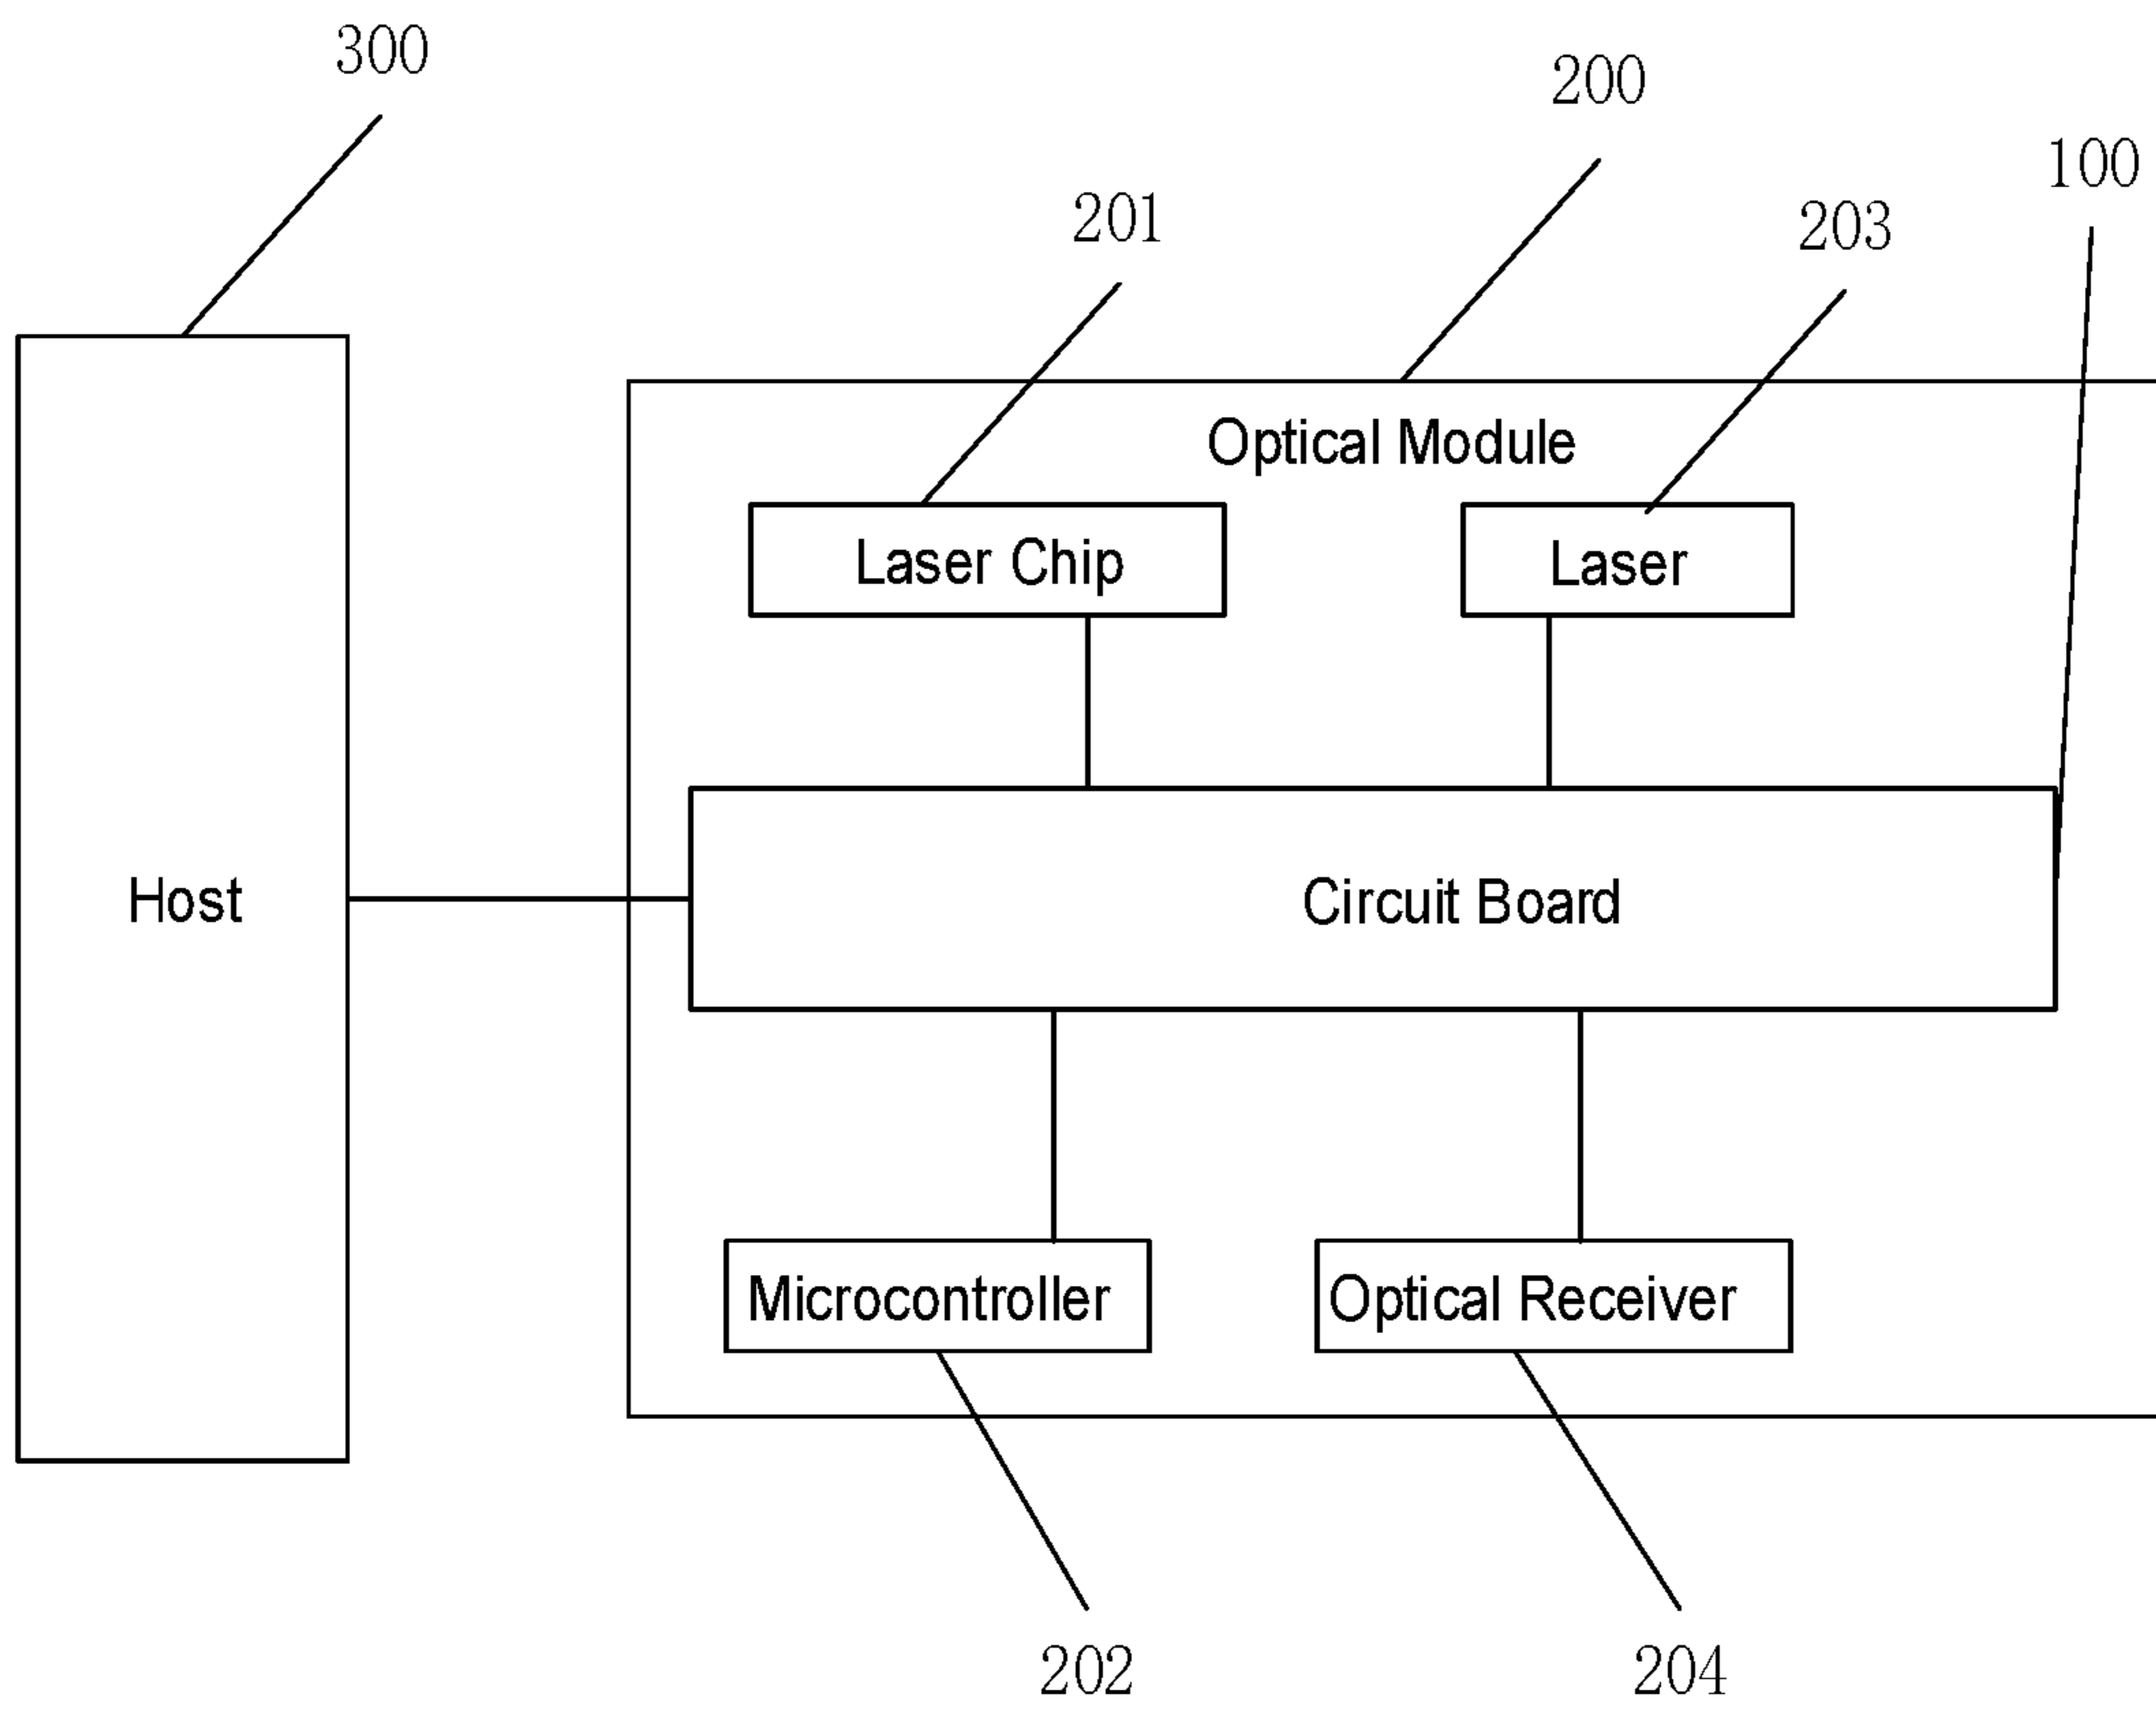 300
200
100
201
203
Optical Module
Laser Chip
Laser
Host
Circuit Board
Microcontroller
Optical Receiver
202
204